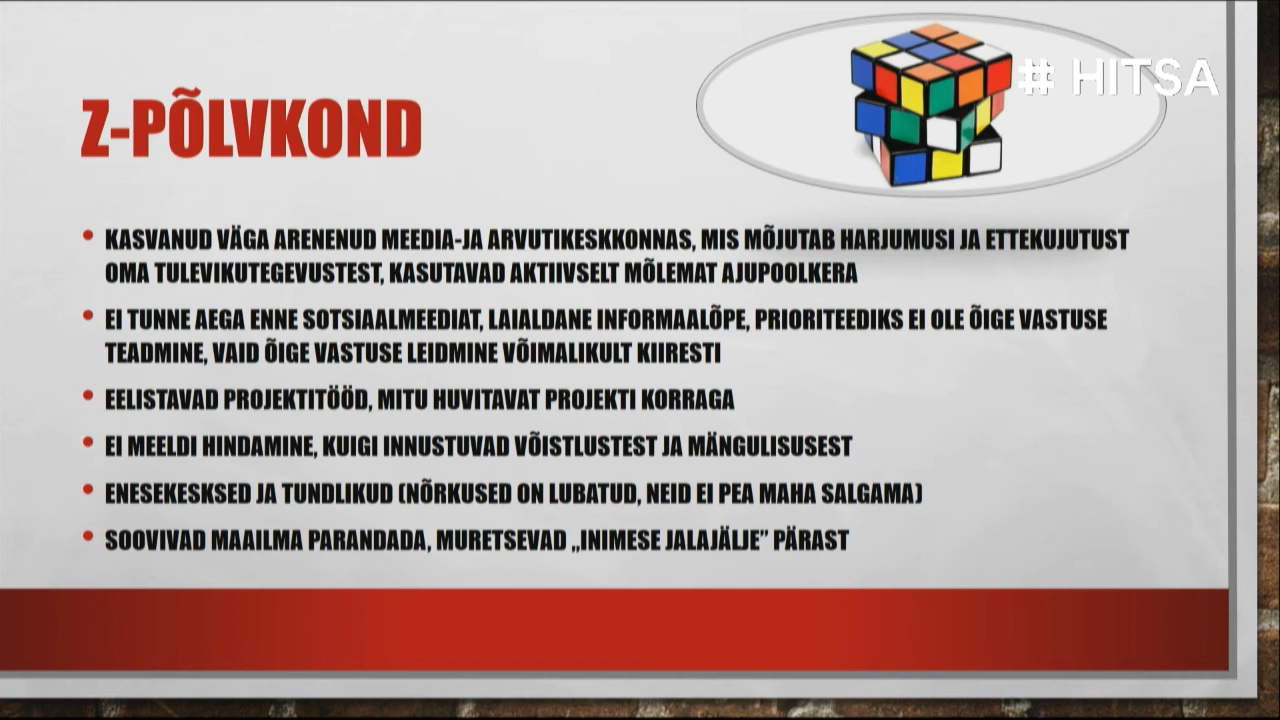 # HITSA
Z-PÕLVKOND
• KASVANUD VÄGA ARENENUD MEEDIA-JA ARVUTIKESKKONNAS, MIS MÕJUTAB HARJUMUSI JA ETTEKUJUTUST
OMA TULEVIKUTEGEVUSTEST, KASUTAVAD AKTIIVSELT MÕLEMAT AJUPOOLKERA
• EI TUNNE AEGA ENNE SOTSIAALMEEDIAT, LAIALDANE INFORMAALÕPE, PRIORITEEDIKS EI OLE ÕIGE VASTUSE
TEADMINE, VAID ÕIGE VASTUSE LEIDMINE VÕIMALIKULT KIIRESTI
• EELISTAVAD PROJEKTITÖÖD, MITU HUVITAVAT PROJEKTI KORRAGA
• EI MEELDI HINDAMINE, KUIGI INNUSTUVAD VÕISTLUSTEST JA MÄNGULISUSEST
• ENESEKESKSED JA TUNDLIKUD (NÕRKUSED ON LUBATUD, NEID EI PEA MAHA SALGAMA)
• SOOVIVAD MAAILMA PARANDADA, MURETSEVAD „INIMESE JALAJÄLJE” PÄRAST